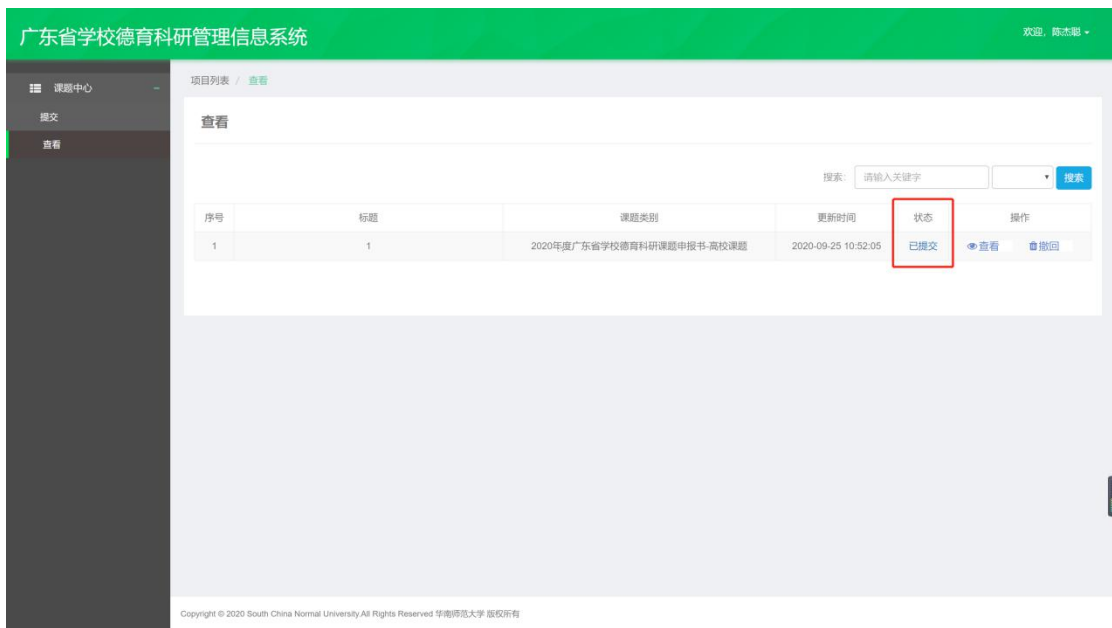 广东省学校德育科研管理信息系统
欢迎，陈杰聪
课题中心
提交
查看
项目列表 / 查看
查看
搜索： 请输入关键字 搜索
序号 标题 课题类别 更新时间 状态 操作
1 1 2020年度广东省学校德育科研课题申报书-高校课题 2020-09-25 10:52:05 已提交 查看 撤回
Copyright © 2020 South China Normal University.All Rights Reserved 华南师范大学 版权所有